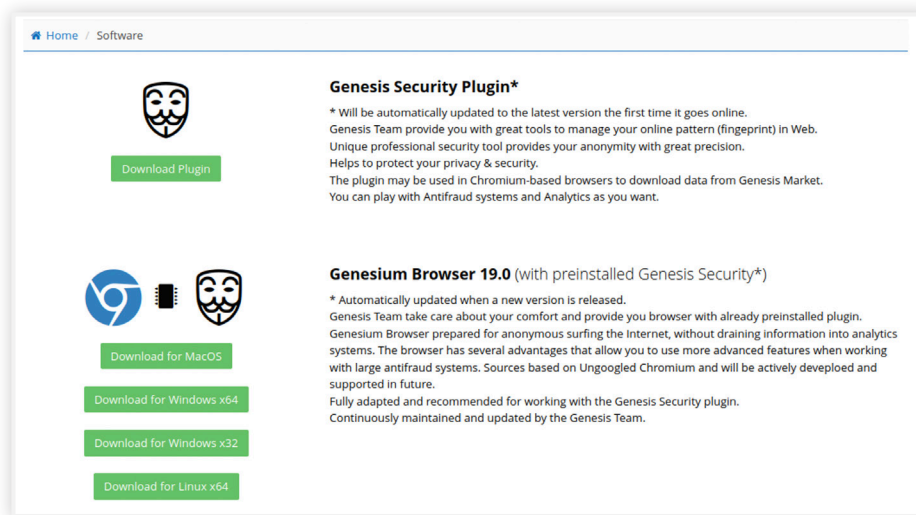 Home / Software
Genesis Security Plugin*
* Will be automatically updated to the latest version the first time it goes online.
Genesis Team provide you with great tools to manage your online pattern (fingeprint) in Web.
Unique professional security tool provides your anonymity with great precision.
Helps to protect your privacy & security.
The plugin may be used in Chromium-based browsers to download data from Genesis Market.
You can play with Antifraud systems and Analytics as you want.
Download Plugin
Genesium Browser 19.0 (with preinstalled Genesis Security*)
* Automatically updated when a new version is released.
Genesis Team take care about your comfort and provide you browser with already preinstalled plugin.
Genesium Browser prepared for anonymous surfing the Internet, without draining information into analytics
systems. The browser has several advantages that allow you to use more advanced features when working
with large antifraud systems. Sources based on Ungoogled Chromium and will be actively deveploed and
supported in future.
Fully adapted and recommended for working with the Genesis Security plugin.
Continuously maintained and updated by the Genesis Team.
Download for MacOS
Download for Windows x64
Download for Windows x32
Download for Linux x64